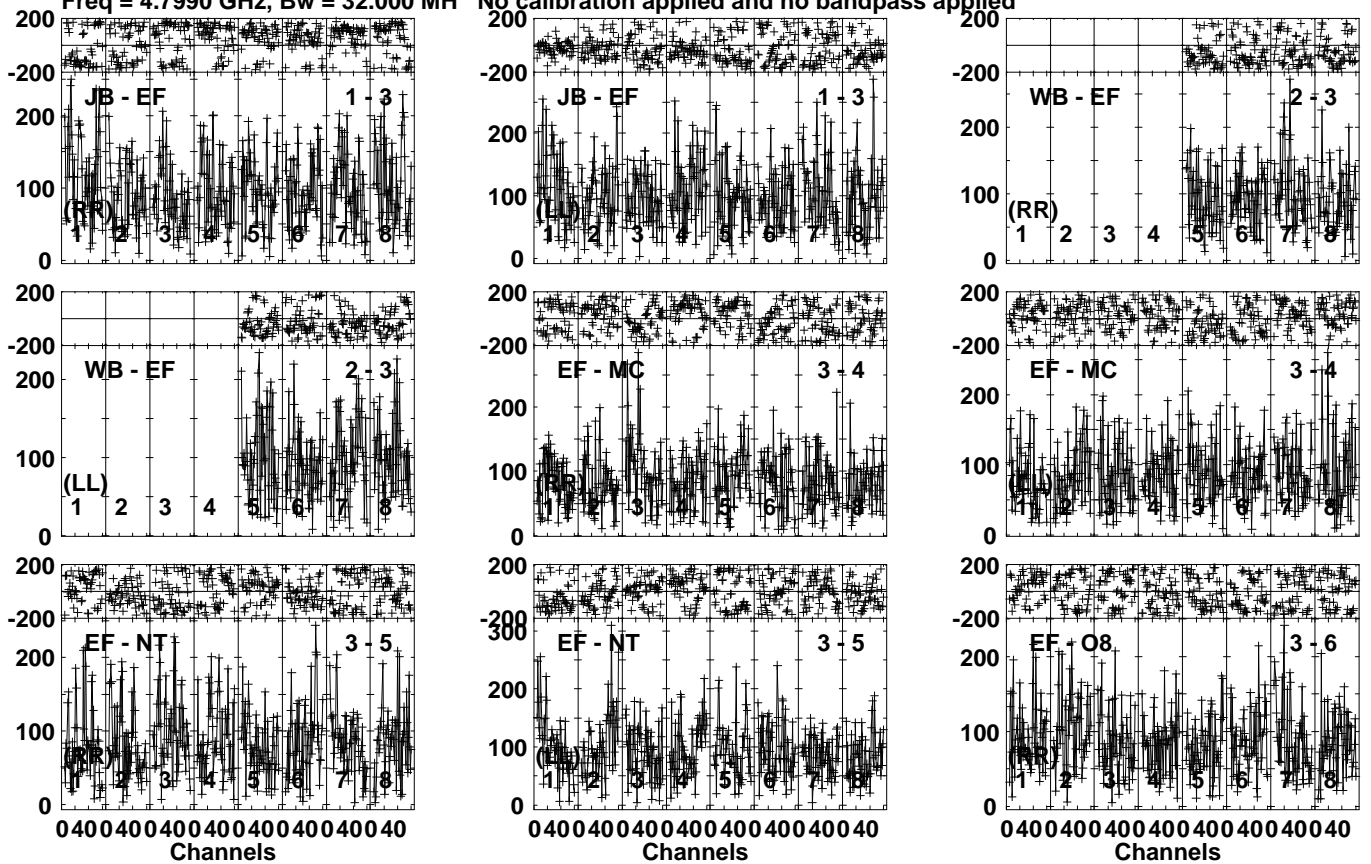 Freq = 4.7990 GHz, Bw = 32.000 MH No calibration applied and no bandpass applied
-200
200
100
0
JB - EF 1 - 3
(RR)
1 2 3 4 5 6 7 8
-200
200
100
0
JB - EF 1 - 3
(LL)
1 2 3 4 5 6 7 8
-200
200
100
0
WB - EF 2 - 3
(RR)
1 2 3 4 5 6 7 8
200
-200
200
100
0
WB - EF 2 - 3
(LL)
1 2 3 4 5 6 7 8
200
-200
200
100
0
EF - MC 3 - 4
(RR)
1 2 3 4 5 6 7 8
200
-200
200
100
0
EF - MC 3 - 4
(LL)
1 2 3 4 5 6 7 8
200
-200
200
100
0
EF - NT 3 - 5
(RR)
1 2 3 4 5 6 7 8
200
-200
300
200
100
0
EF - NT 3 - 5
(LL)
1 2 3 4 5 6 7 8
200
-200
200
100
0
EF - O8 3 - 6
(RR)
1 2 3 4 5 6 7 8
0 40 0 40 0 40 0 40 0 40 0 40 0 40 0 40
Channels
0 40 0 40 0 40 0 40 0 40 0 40 0 40 0 40
Channels
0 40 0 40 0 40 0 40 0 40 0 40 0 40 0 40
Channels